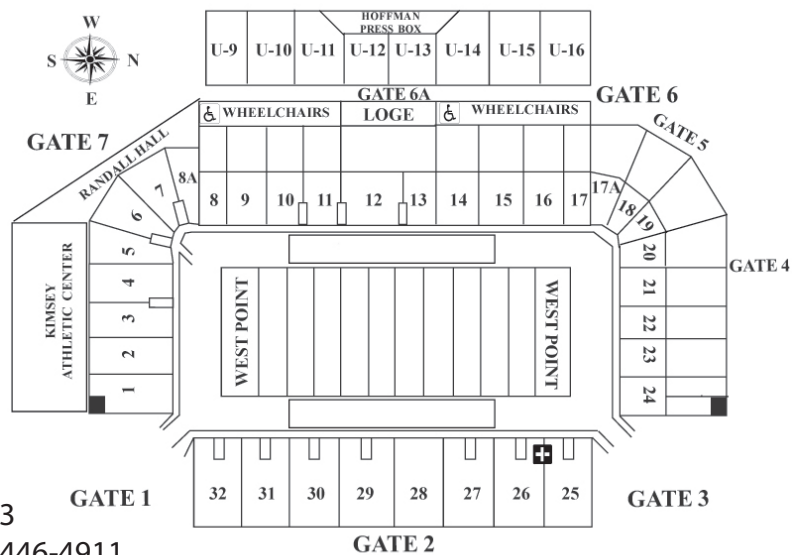 HOFFMAN
PRESS BOX
W
S N
E
U-9 U-10 U-11 U-12 U-13 U-14 U-15 U-16
GATE 6A
GATE 6
WHEELCHAIRS LOGE WHEELCHAIRS
GATE 7
RANDALL HALL
GATE 5
8A
7
6
5
4
3
2
1
8 9 10 11 12 13 14 15 16 17
17A
18
19
20
21
22
23
24
GATE 4
KIMSEY
ATHLETIC CENTER
WEST POINT
WEST POINT
32 31 30 29 28 27 26 25
GATE 1
GATE 3
GATE 2
3
446-4911